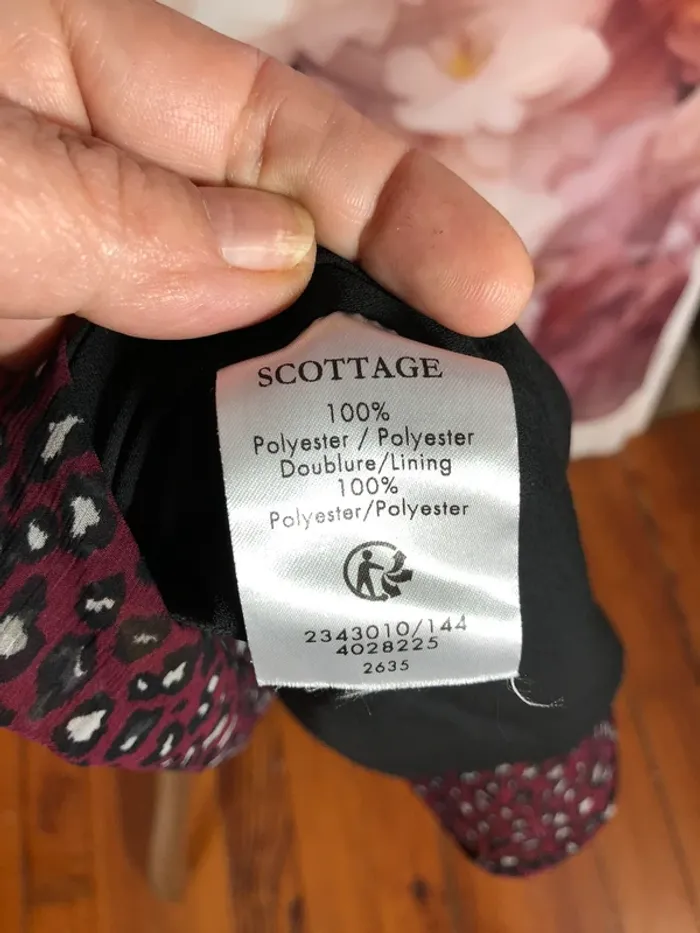 SCOTTAGE
100%
Polyester / Polyester
Doublure/Lining
100%
Polyester/Polyester
2343010/144
4028225
2635